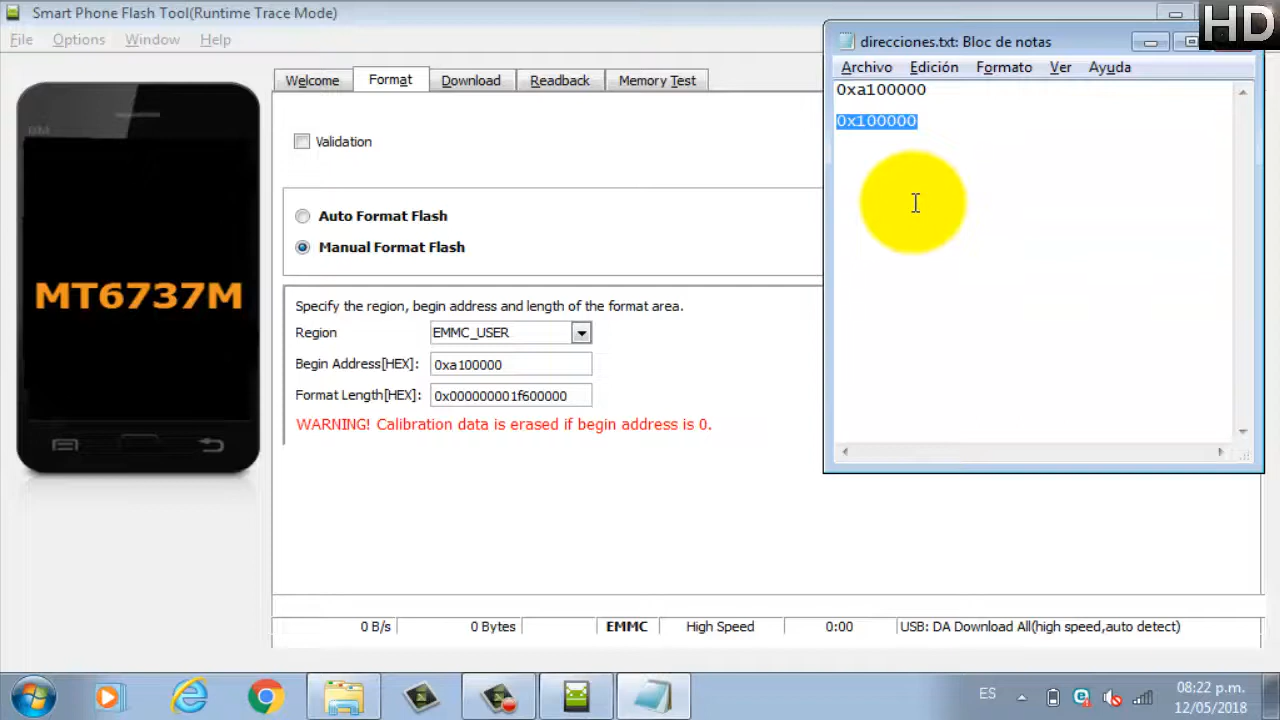 Smart Phone Flash Tool(Runtime Trace Mode)
HD
File Options Window Help
direcciones.txt: Bloc de notas
Archivo Edición Formato Ver Ayuda
0xa100000
0x100000
Welcome Format Download Readback Memory Test
Validation
Auto Format Flash
Manual Format Flash
MT6737M
Specify the region, begin address and length of the format area.
Region EMMC_USER
Begin Address[HEX]: 0xa100000
Format Length[HEX]: 0x000000001f600000
WARNING! Calibration data is erased if begin address is 0.
0 B/s 0 Bytes EMMC High Speed 0:00 USB: DA Download All(high speed,auto detect)
ES
08:22 p.m.
12/05/2018